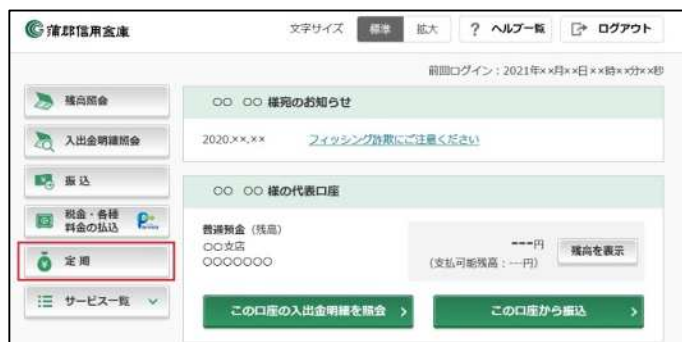 蒲郡信用金庫
文字サイズ 標準 拡大 ? ヘルプ一覧 ログアウト
前回ログイン：2021年××月××日××時××分××秒
残高照会
入出金明細照会
振込
税金・各種
料金の払込
定期
サービス一覧
○○ ○○ 様宛のお知らせ
2020.××.×× フィッシング詐欺にご注意ください
○○ ○○ 様の代表口座
普通預金（残高）
○○支店
○○○○○○○
---円
（支払可能残高：---円）
残高を表示
この口座の入出金明細を照会
この口座から振込